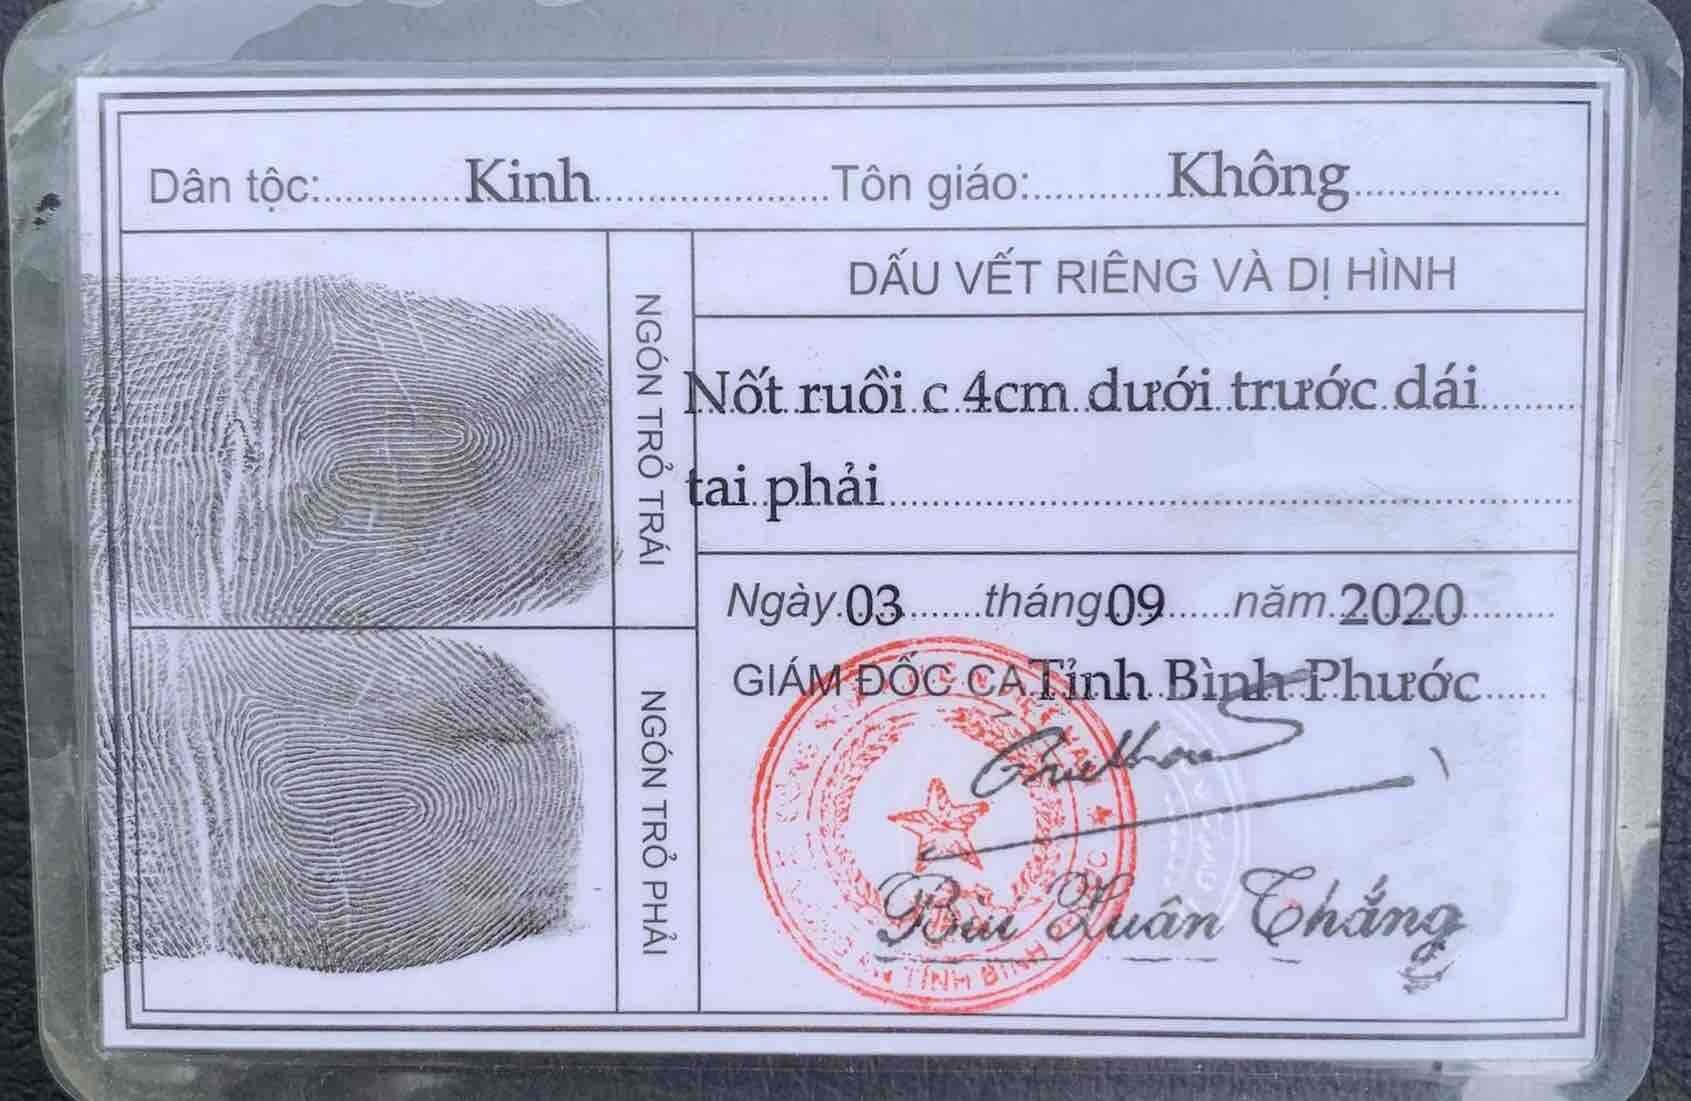 Dân tộc: Kinh Tôn giáo: Không
NGÓN TRỎ TRÁI
DẤU VẾT RIÊNG VÀ DỊ HÌNH
Nốt ruồi c 4cm dưới trước dái
tai phải
NGÓN TRỎ PHẢI
Ngày 03 tháng 09 năm 2020
GIÁM ĐỐC CA Tỉnh Bình Phước
Bùi Xuân Thắng